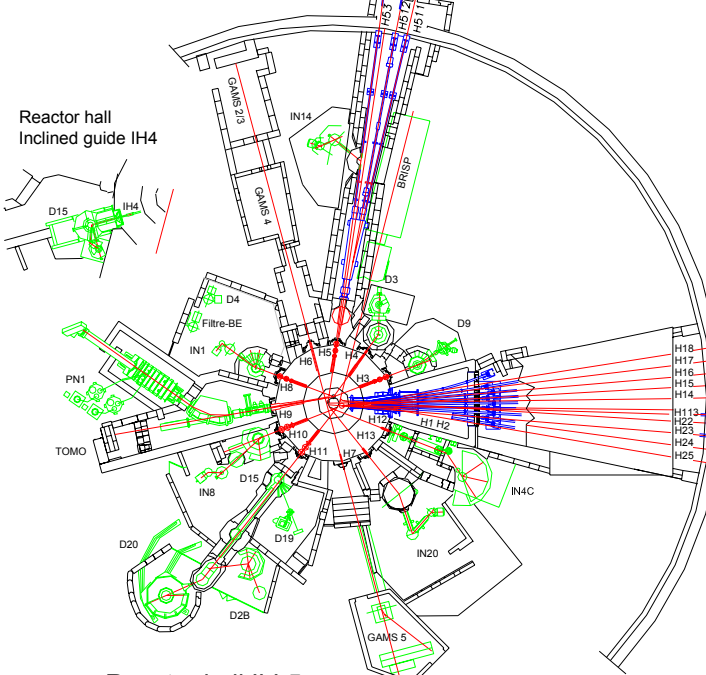 H53
H512
H511
GAMS 2/3
IN14
Reactor hall
Inclined guide IH4
BRISP
D15
IH4
GAMS 4
D3
D4
Filtre-BE
D9
IN1
H6
H5
H4
H3
H8
PN1
H9
H10
H11
H7
H13
H12
H1 H2
H18
H17
H16
H15
H14
H113
H22
H23
H24
H25
TOMO
IN8
D15
D19
IN4C
IN20
D20
D2B
GAMS 5